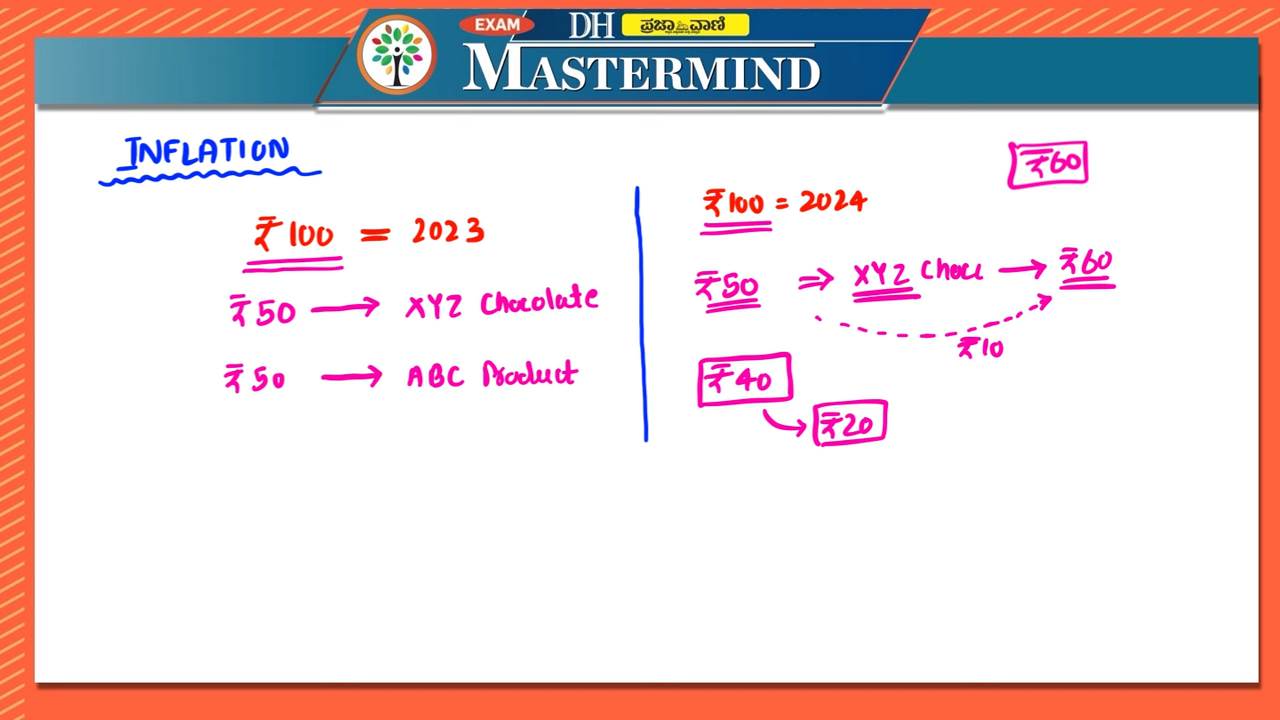 EXAM
DH ಪ್ರಜಾವಾಣಿ
MASTERMIND
INFLATION
₹60
₹100 = 2023
₹100 = 2024
₹50 → XYZ Chocolate
₹50 ⇒ XYZ Choc → ₹60
₹10
₹50 → ABC Product
₹40
₹20